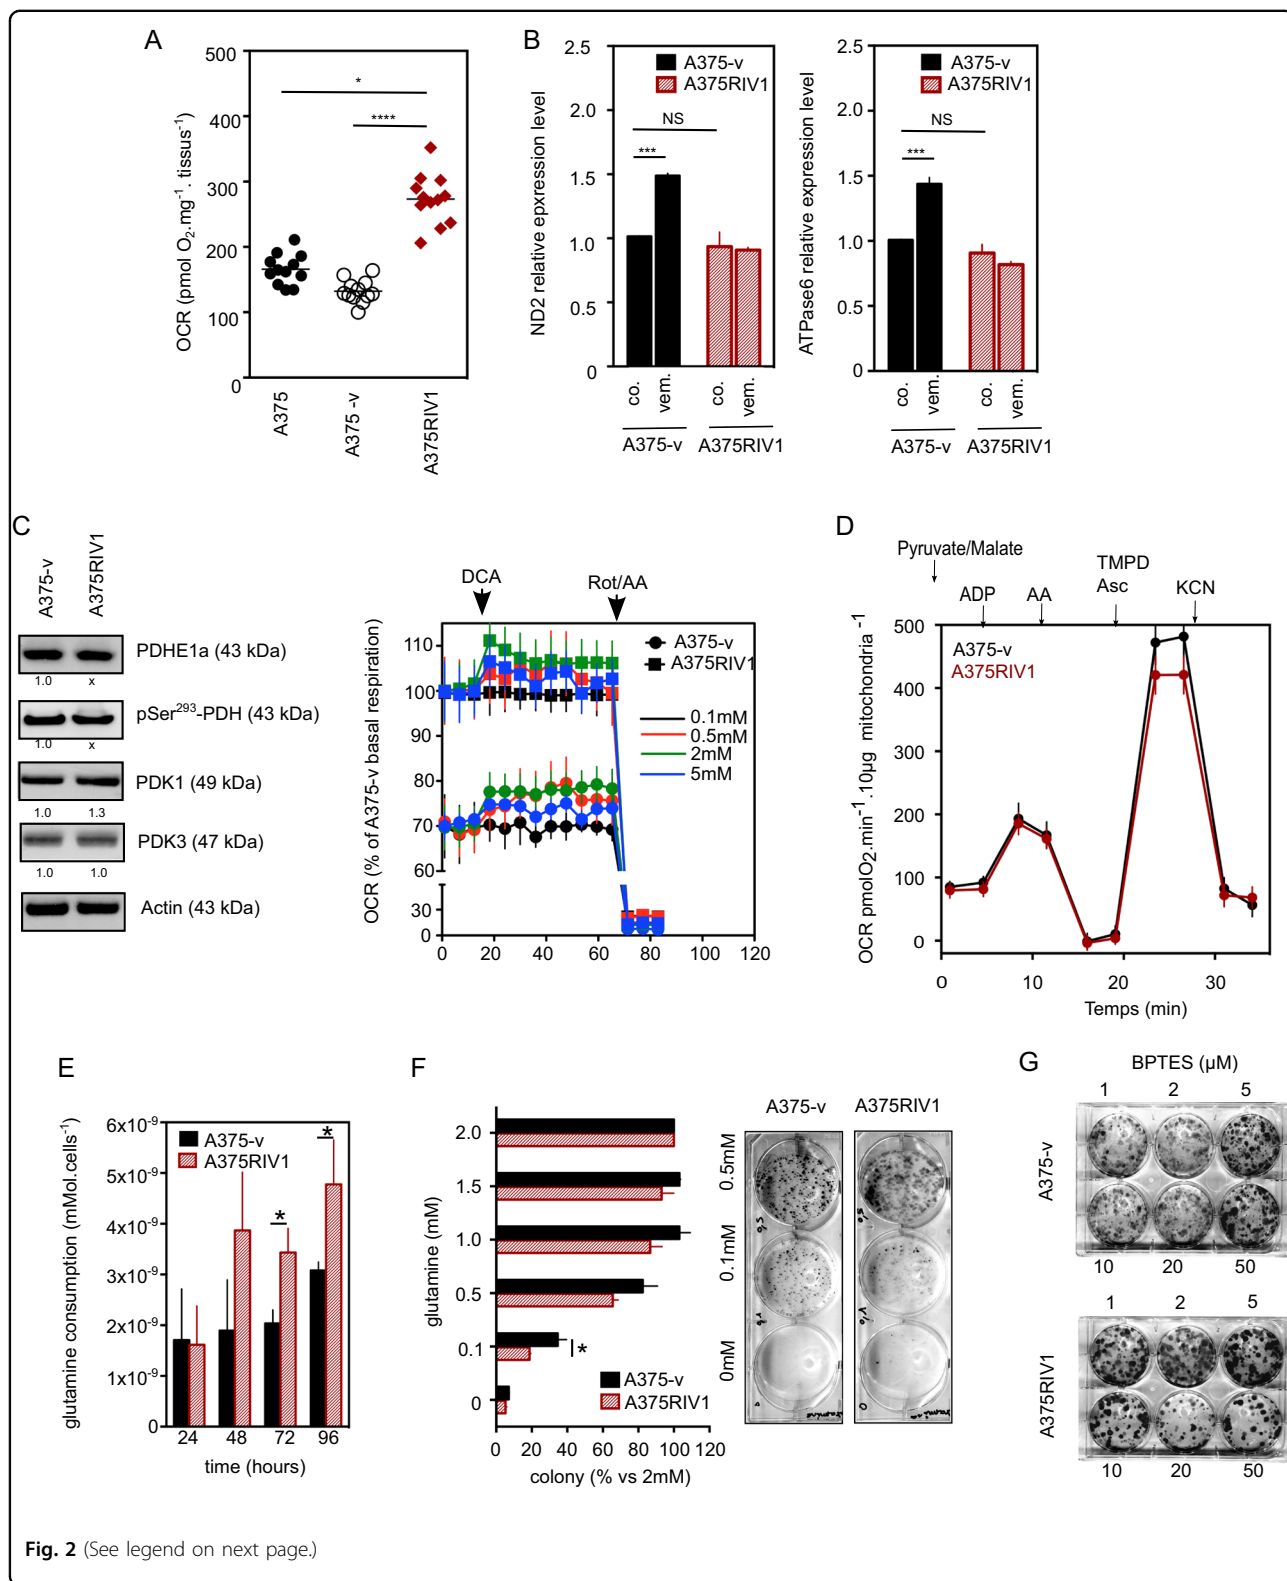 A
500
400
300
200
100
0
OCR (pmol O₂.mg⁻¹. tissus⁻¹)
*
****
A375
A375 -v
A375RIV1
B
2.5
2.0
1.5
1.0
0.5
0
ND2 relative epxression level
A375-v
A375RIV1
NS
***
co.
vem.
co.
vem.
A375-v
A375RIV1
2.5
2.0
1.5
1.0
0.5
0
ATPase6 relative expression level
A375-v
A375RIV1
NS
***
co.
vem.
co.
vem.
A375-v
A375RIV1
C
A375-v
A375RIV1
PDHE1a (43 kDa)
1.0 x
pSer²⁹³-PDH (43 kDa)
1.0 x
PDK1 (49 kDa)
1.0 1.3
PDK3 (47 kDa)
1.0 1.0
Actin (43 kDa)
DCA
Rot/AA
OCR (% of A375-v basal respiration)
110
100
90
80
70
60
30
0
A375-v
A375RIV1
0.1mM
0.5mM
2mM
5mM
0 20 40 60 80 100 120
D
Pyruvate/Malate
ADP
AA
TMPD
Asc
KCN
500
400
300
200
100
0
OCR pmolO₂.min⁻¹.10µg mitochondria ⁻¹
A375-v
A375RIV1
0 10 20 30
Temps (min)
E
6x10⁻⁹
5x10⁻⁹
4x10⁻⁹
3x10⁻⁹
2x10⁻⁹
1x10⁻⁹
0
glutamine consumption (mMol.cells⁻¹)
A375-v
A375RIV1
*
*
24 48 72 96
time (hours)
F
glutamine (mM)
2.0
1.5
1.0
0.5
0.1
0
*
A375-v
A375RIV1
0 20 40 60 80 100 120
colony (% vs 2mM)
A375-v
A375RIV1
0.5mM
0.1mM
0mM
G
BPTES (µM)
1 2 5
A375-v
10 20 50
1 2 5
A375RIV1
10 20 50
Fig. 2 (See legend on next page.)